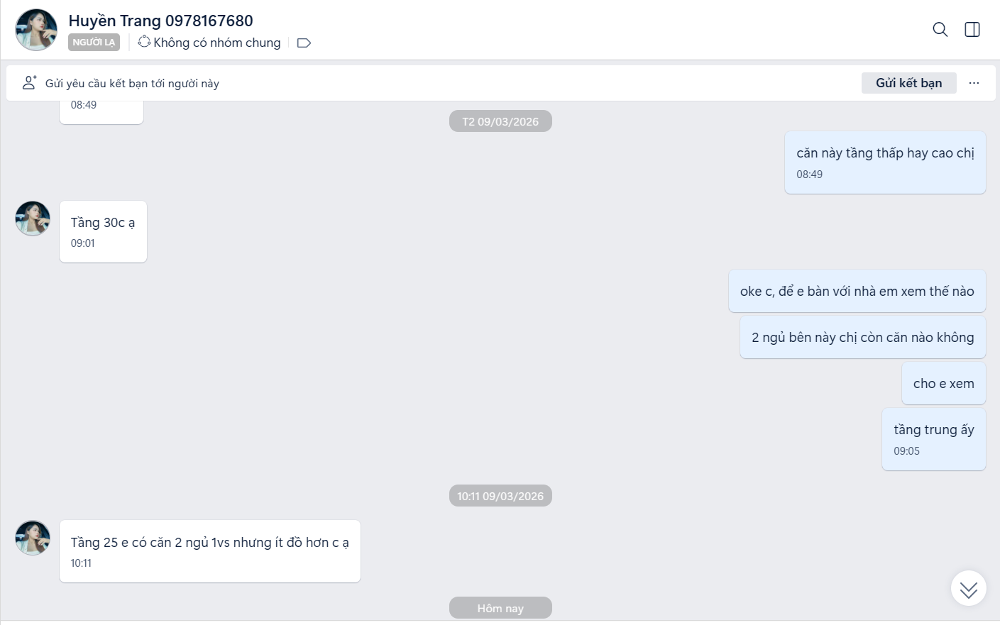 Huyền Trang 0978167680
NGƯỜI LẠ
Không có nhóm chung
Gửi yêu cầu kết bạn tới người này
Gửi kết bạn
08:49
T2 09/03/2026
căn này tầng thấp hay cao chị
08:49
Tầng 30c ạ
09:01
oke c, để e bàn với nhà em xem thế nào
2 ngủ bên này chị còn căn nào không
cho e xem
tầng trung ấy
09:05
10:11 09/03/2026
Tầng 25 e có căn 2 ngủ 1vs nhưng ít đồ hơn c ạ
10:11
Hôm nay